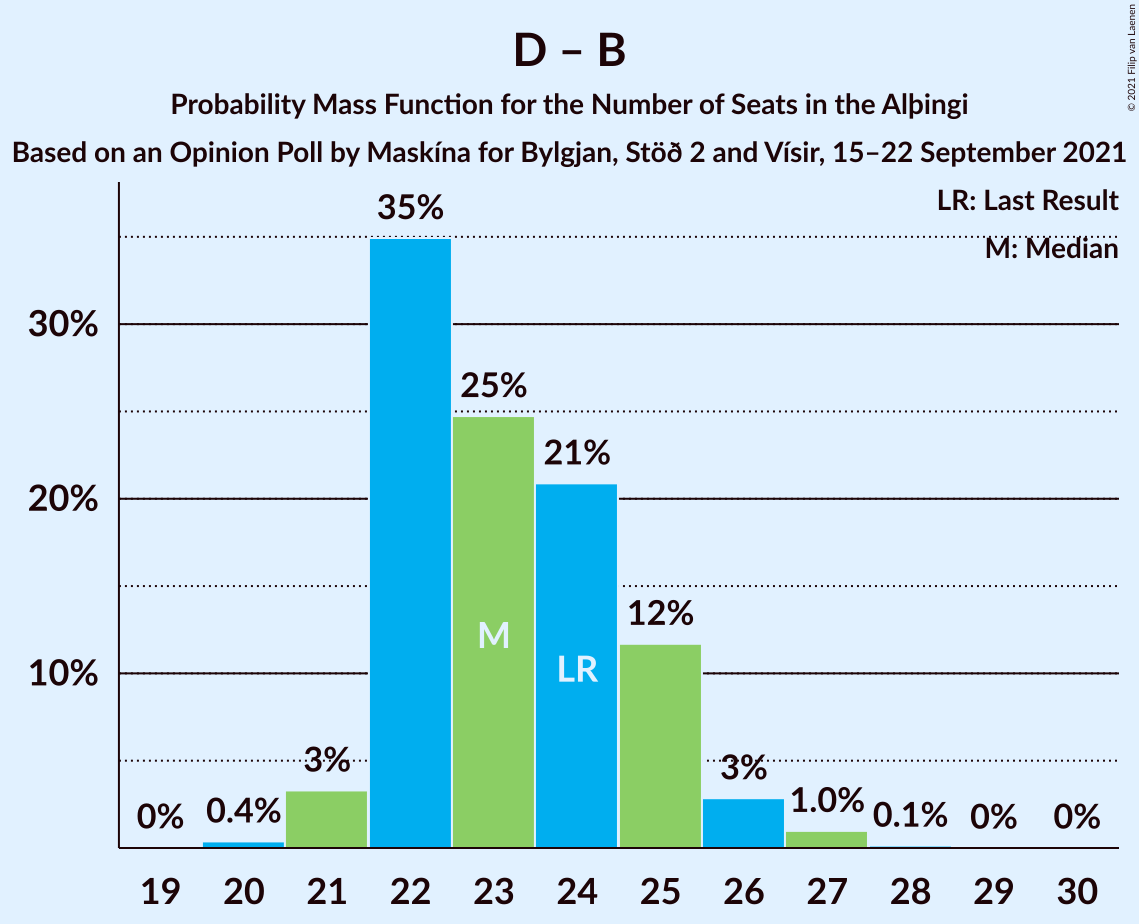 D – B
Probability Mass Function for the Number of Seats in the Alþingi
Based on an Opinion Poll by Maskína for Bylgjan, Stöð 2 and Vísir, 15–22 September 2021
© 2021 Filip van Laenen
LR: Last Result
M: Median
35%
30%
25%
21%
20%
12%
M
LR
10%
3%
3%
0%
0.4%
1.0%
0.1%
0%
0%
19 20 21 22 23 24 25 26 27 28 29 30